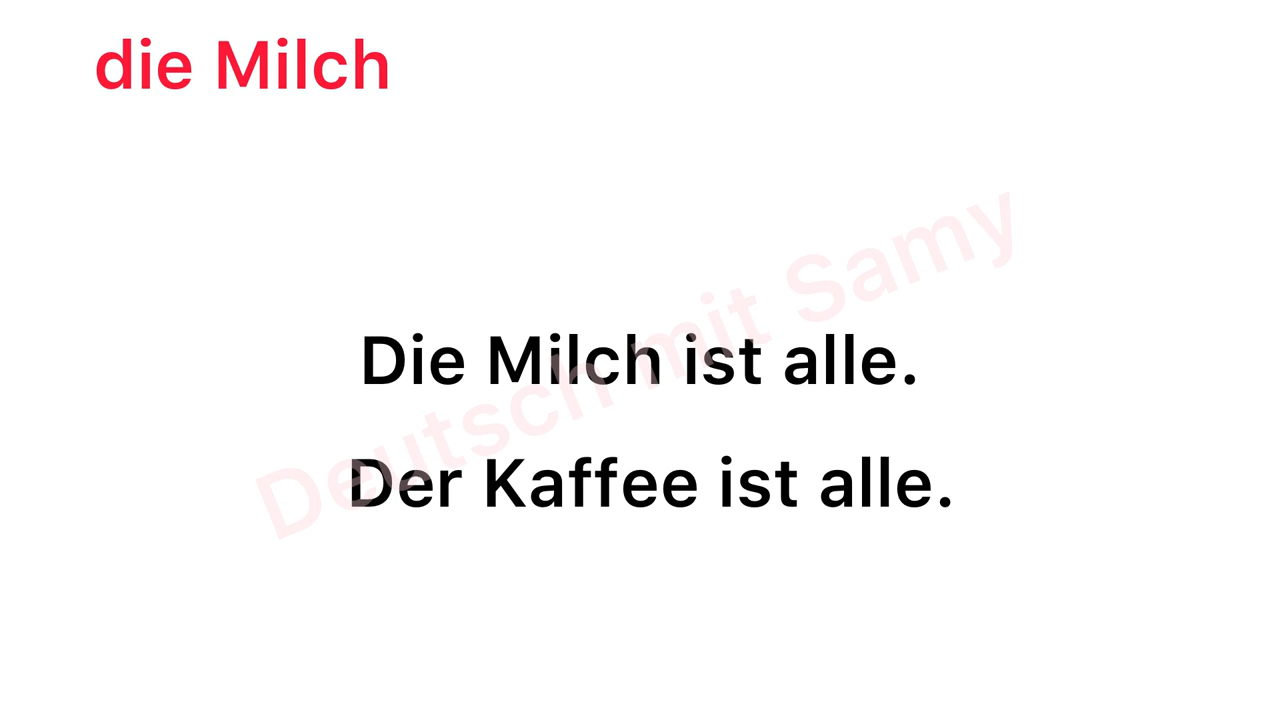 die Milch
Die Milch ist alle.
Der Kaffee ist alle.
Deutsch mit Samy